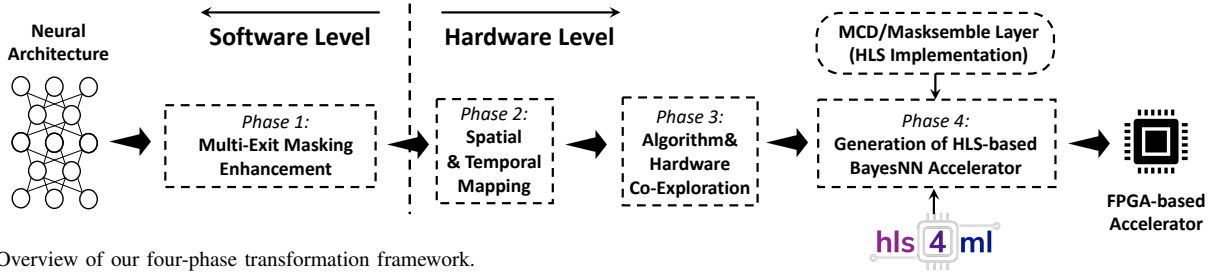 Neural
Architecture
Software Level
Hardware Level
MCD/Masksemble Layer
(HLS Implementation)
Phase 1:
Multi-Exit Masking
Enhancement
Phase 2:
Spatial
& Temporal
Mapping
Phase 3:
Algorithm&
Hardware
Co-Exploration
Phase 4:
Generation of HLS-based
BayesNN Accelerator
FPGA-based
Accelerator
hls 4 ml
Overview of our four-phase transformation framework.